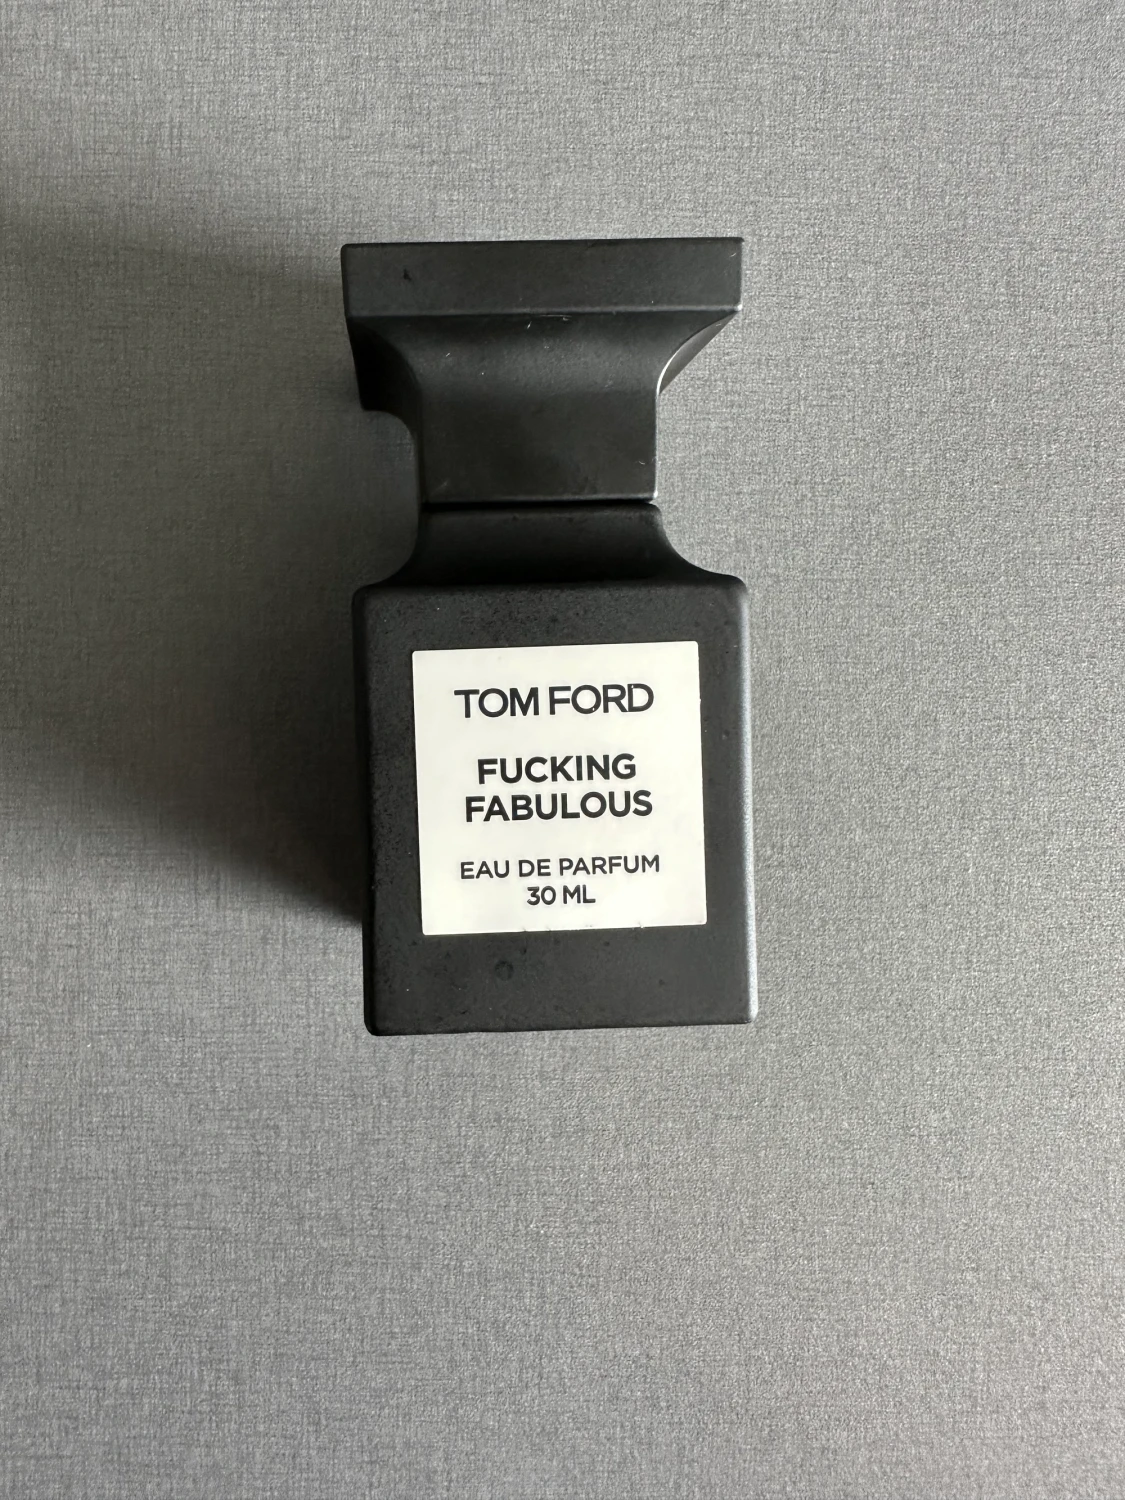 TOM FORD
FUCKING
FABULOUS
EAU DE PARFUM
30 ML